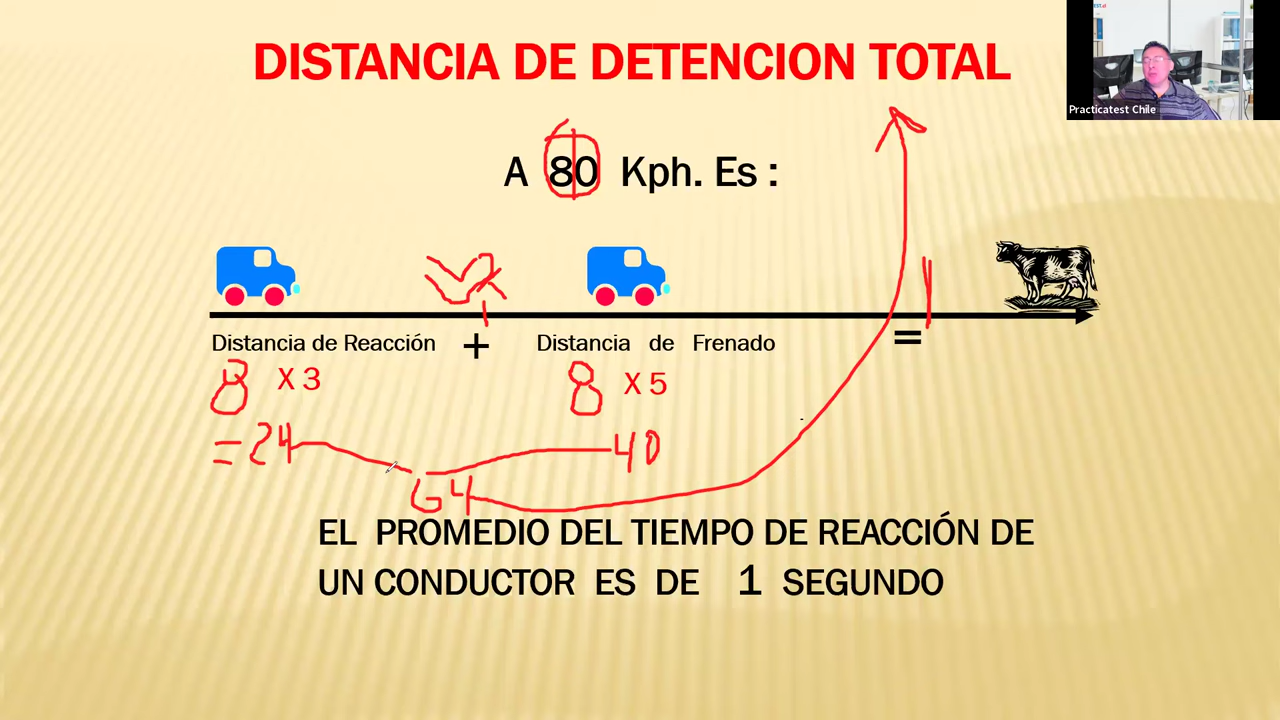 DISTANCIA DE DETENCION TOTAL
Practicatest Chile
A 80 Kph. Es :
Distancia de Reacción + Distancia de Frenado =
8 X 3 8 X 5
=24 40
64
EL PROMEDIO DEL TIEMPO DE REACCIÓN DE
UN CONDUCTOR ES DE 1 SEGUNDO